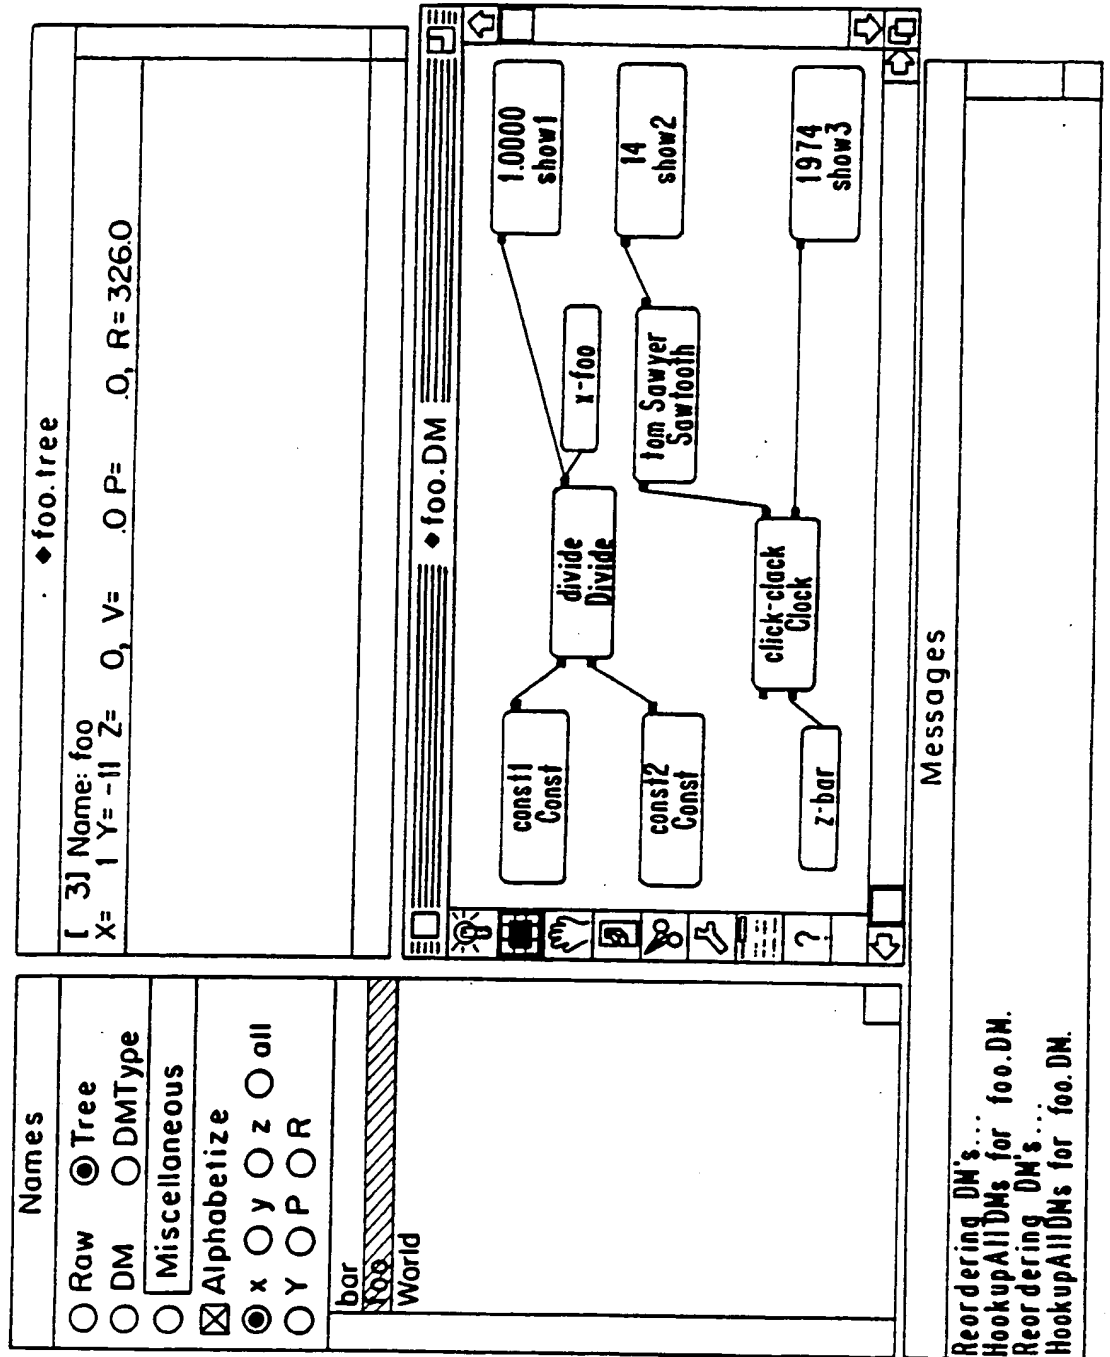 Names
Raw Tree
DM DMType
Miscellaneous
Alphabetize
x y z all
Y P R
bar
foo
World
◆foo.tree
[ 3] Name: foo
X= 1 Y= -11 Z= 0, V= .0 P= .0, R= 326.0
◆foo.DM
?
const1
Const
const2
Const
z-bar
divide
Divide
click-clack
Clock
x-foo
tom Sawyer
Sawtooth
1.0000
show1
14
show2
1974
show3
Messages
Reordering DM's...
HookupAllDMs for foo.DM.
Reordering DM's...
HookupAllDMs for foo.DM.